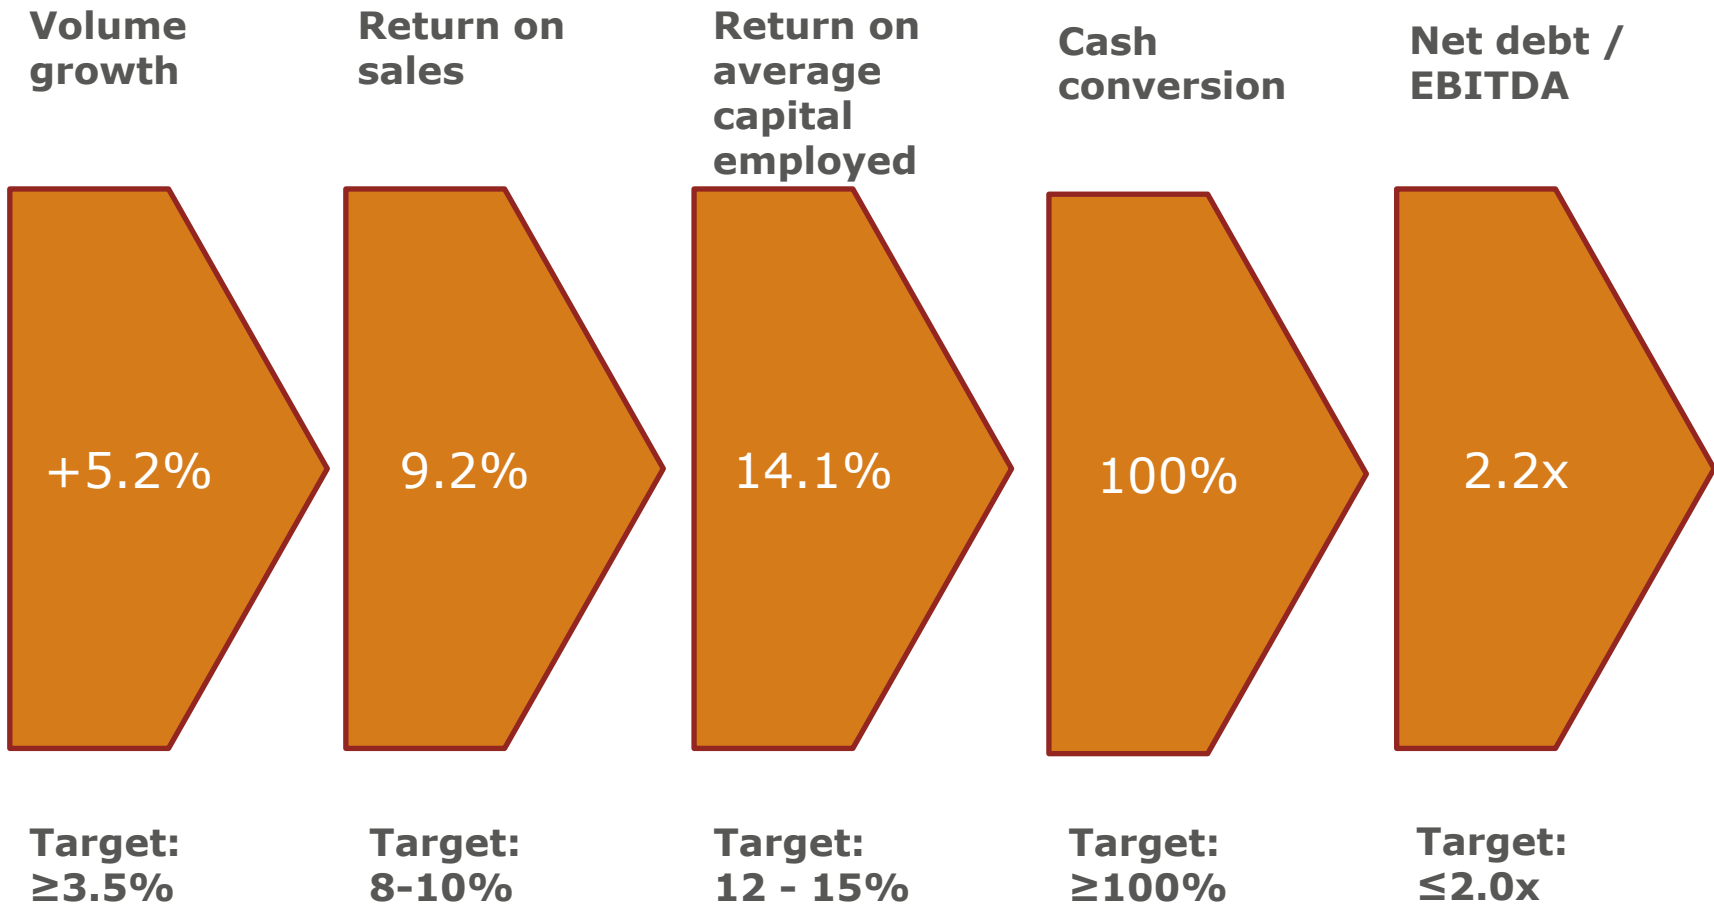 Volume
growth
Return on
sales
Return on
average
capital
employed
Cash
conversion
Net debt /
EBITDA
+5.2%
9.2%
14.1%
100%
2.2x
Target:
≥3.5%
Target:
8-10%
Target:
12 - 15%
Target:
≥100%
Target:
≤2.0x